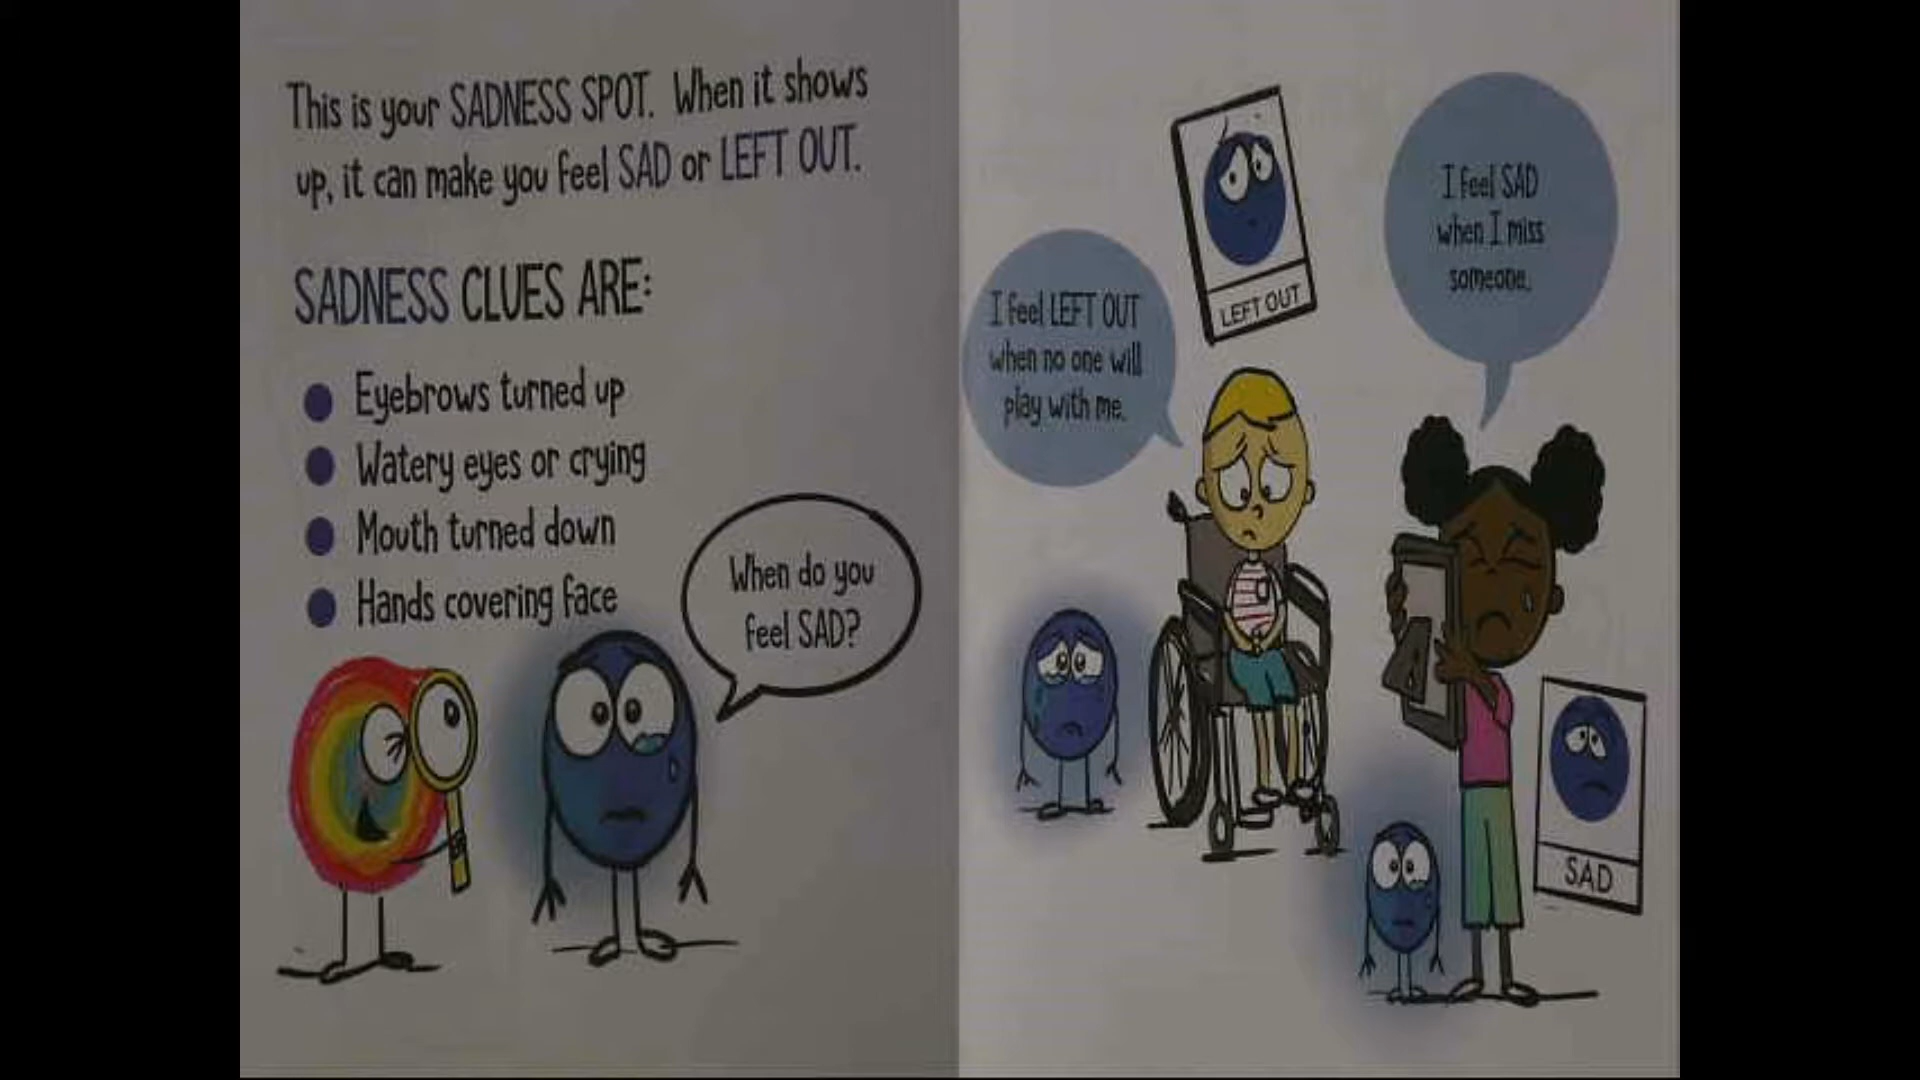 This is your SADNESS SPOT. When it shows
up, it can make you feel SAD or LEFT OUT.
SADNESS CLUES ARE:
Eyebrows turned up
Watery eyes or crying
Mouth turned down
Hands covering face
When do you
feel SAD?
I feel LEFT OUT
when no one will
play with me.
LEFT OUT
I feel SAD
when I miss
someone.
SAD